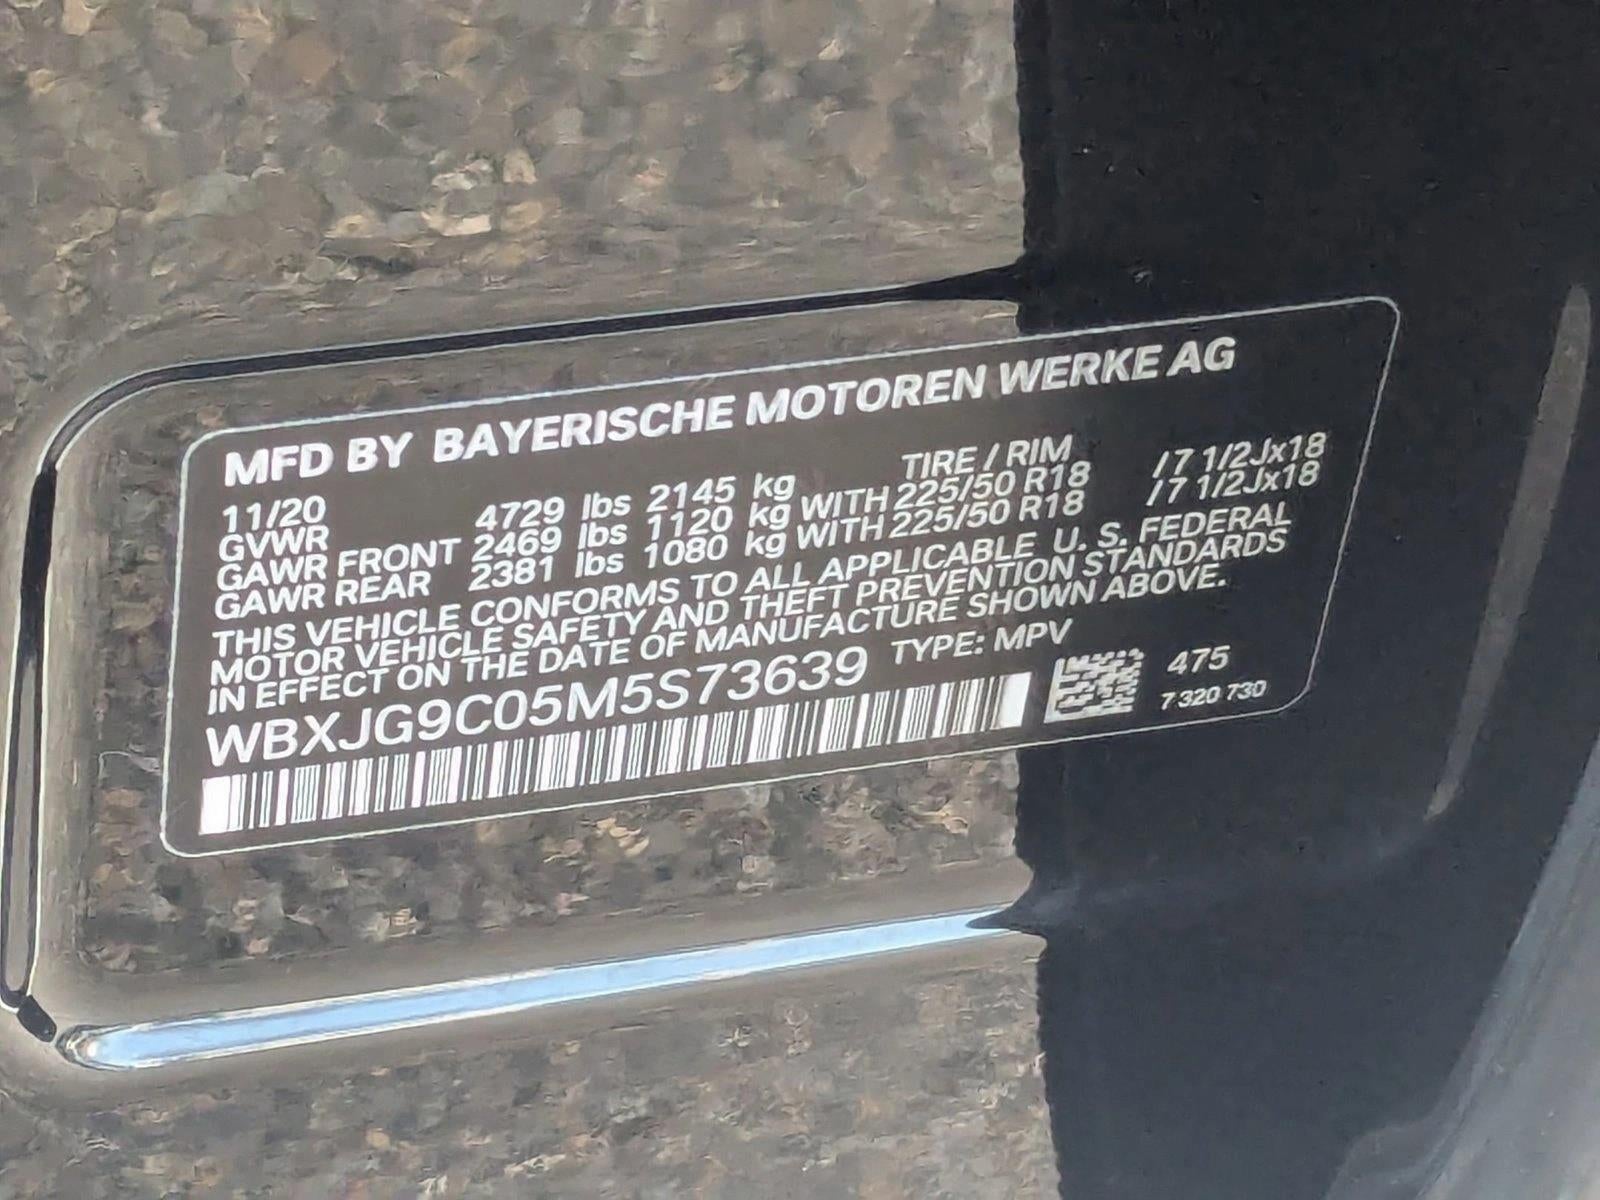 MFD BY BAYERISCHE MOTOREN WERKE AG
11/20 TIRE / RIM
GVWR 4729 lbs 2145 kg
GAWR FRONT 2469 lbs 1120 kg WITH 225/50 R18 /7 1/2Jx18
GAWR REAR 2381 lbs 1080 kg WITH 225/50 R18 /7 1/2Jx18
THIS VEHICLE CONFORMS TO ALL APPLICABLE U. S. FEDERAL
MOTOR VEHICLE SAFETY AND THEFT PREVENTION STANDARDS
IN EFFECT ON THE DATE OF MANUFACTURE SHOWN ABOVE.
WBXJG9C05M5S73639 TYPE: MPV
475
7 320 730